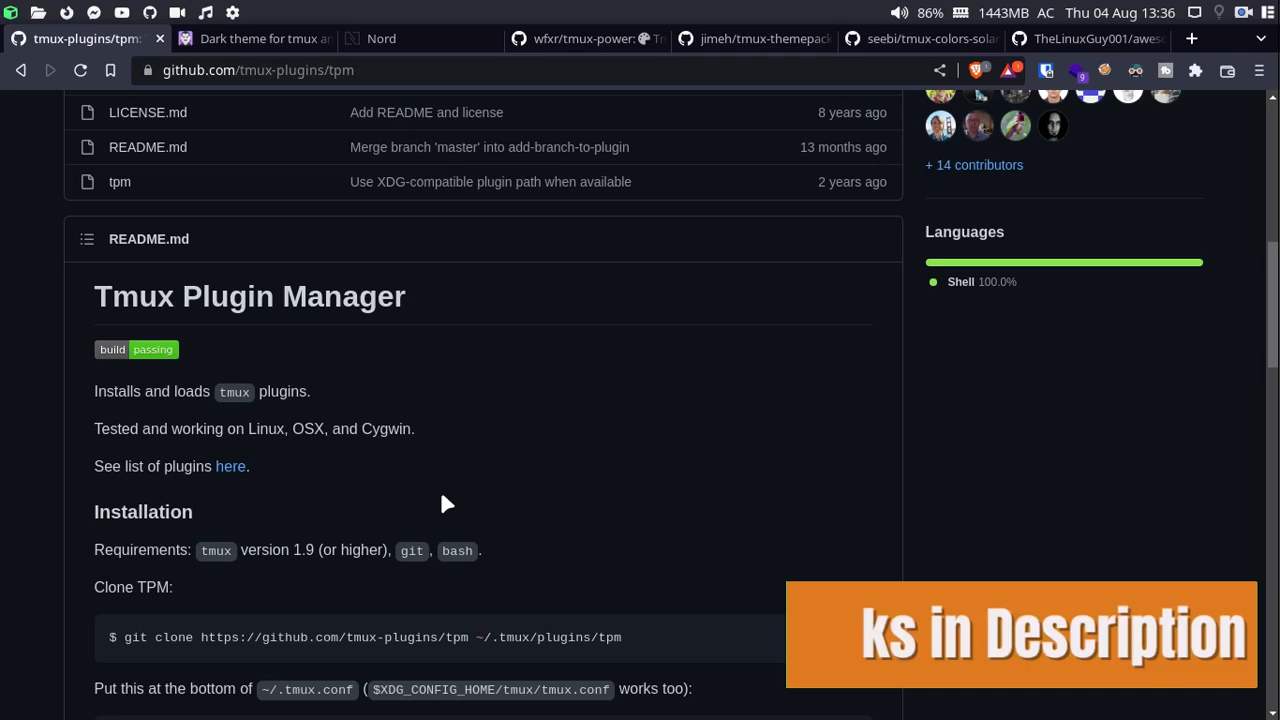 86% 1443MB AC Thu 04 Aug 13:36
tmux-plugins/tpm: Dark theme for tmux an Nord wfxr/tmux-power: Tm jimeh/tmux-themepack seebi/tmux-colors-solar TheLinuxGuy001/awes
github.com/tmux-plugins/tpm 1 1 9
LICENSE.md Add README and license 8 years ago
README.md Merge branch 'master' into add-branch-to-plugin 13 months ago
tpm Use XDG-compatible plugin path when available 2 years ago
+ 14 contributors
Languages
Shell 100.0%
README.md
Tmux Plugin Manager
build passing
Installs and loads tmux plugins.
Tested and working on Linux, OSX, and Cygwin.
See list of plugins here.
Installation
Requirements: tmux version 1.9 (or higher), git, bash.
Clone TPM:
$ git clone https://github.com/tmux-plugins/tpm ~/.tmux/plugins/tpm
ks in Description
Put this at the bottom of ~/.tmux.conf ($XDG_CONFIG_HOME/tmux/tmux.conf works too):